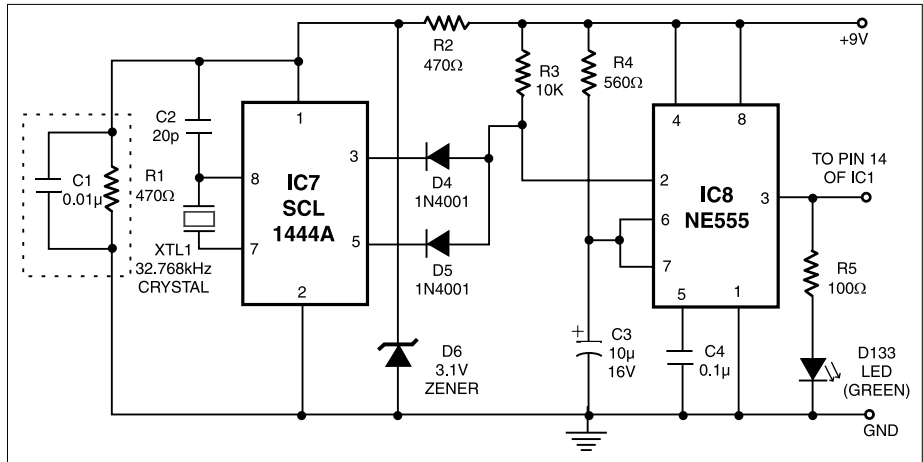 +9V
R2
470Ω
R3
10K
R4
560Ω
C2
20p
1
4
8
C1
0.01µ
R1
470Ω
8
7
XTL1
32.768kHz
CRYSTAL
IC7
SCL
1444A
3
5
2
D4
1N4001
D5
1N4001
2
6
7
IC8
NE555
3
5
1
TO PIN 14
OF IC1
R5
100Ω
D6
3.1V
ZENER
+
C3
10µ
16V
C4
0.1µ
D133
LED
(GREEN)
GND